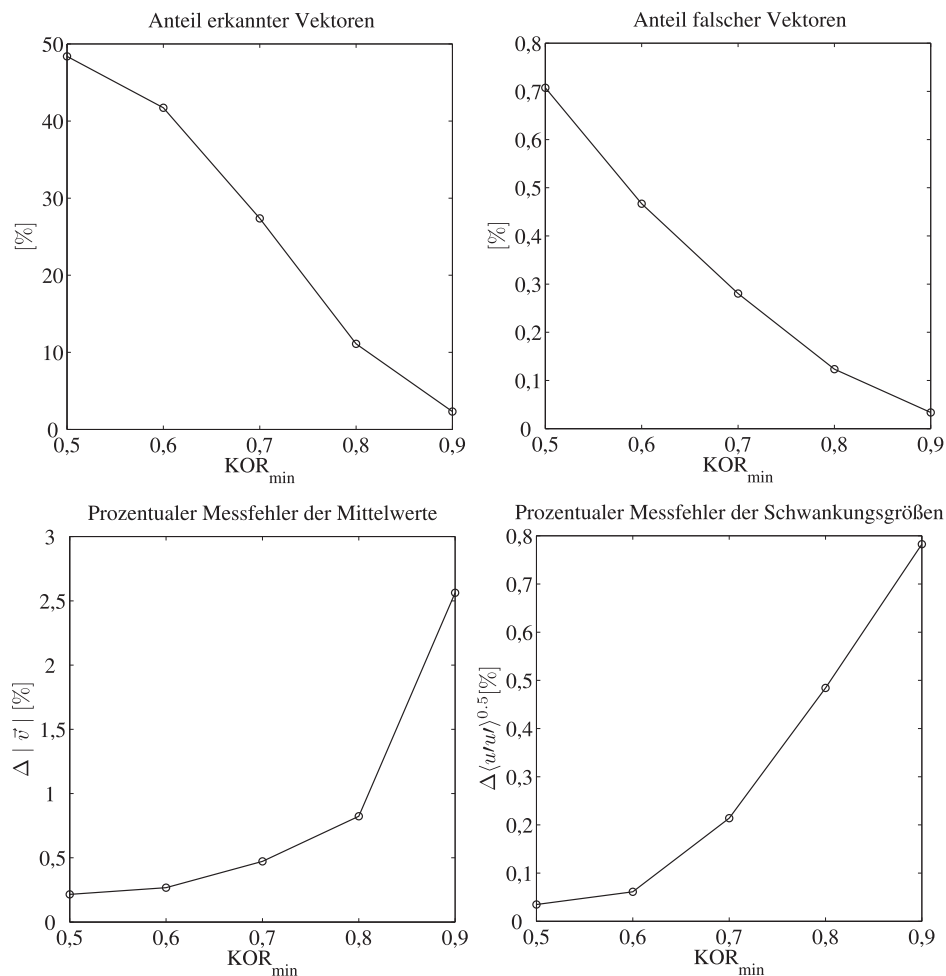 Anteil erkannter Vektoren
50
40
30
20
10
0
[%]
0,5 0,6 0,7 0,8 0,9
KOR_min
Anteil falscher Vektoren
0,8
0,7
0,6
0,5
0,4
0,3
0,2
0,1
0
[%]
0,5 0,6 0,7 0,8 0,9
KOR_min
Prozentualer Messfehler der Mittelwerte
3
2,5
2
1,5
1
0,5
0
Δ | v⃗ | [%]
0,5 0,6 0,7 0,8 0,9
KOR_min
Prozentualer Messfehler der Schwankungsgrößen
0,8
0,7
0,6
0,5
0,4
0,3
0,2
0,1
0
Δ⟨u′u′⟩^0.5[%]
0,5 0,6 0,7 0,8 0,9
KOR_min